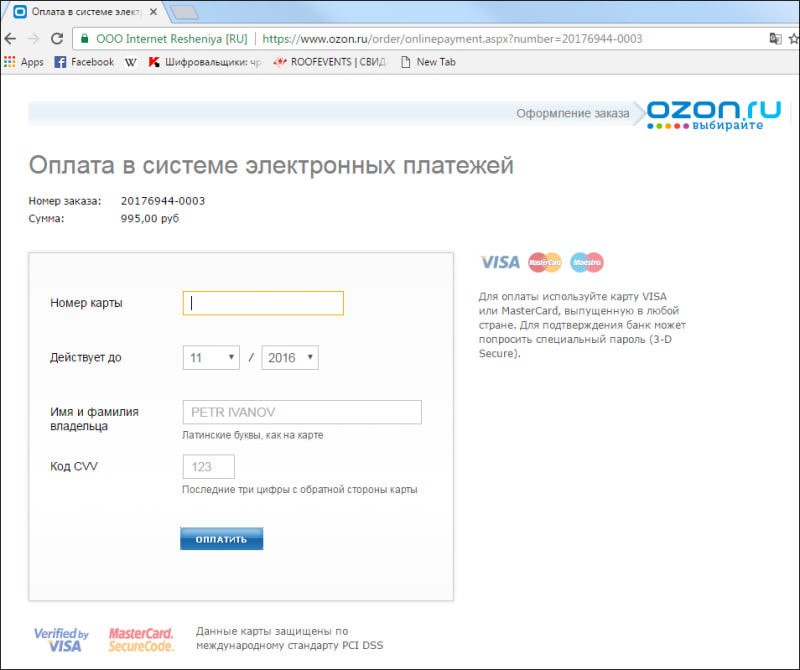 Оплата в системе элект
ООО Internet Resheniya [RU] https://www.ozon.ru/order/onlinepayment.aspx?number=20176944-0003
Apps Facebook W Шифровальщики: ROOFEVENTS | СВИД New Tab
Оформление заказа
OZON.ru
выбирайте
Оплата в системе электронных платежей
Номер заказа: 20176944-0003
Сумма: 995,00 руб
VISA MasterCard Maestro
Номер карты
Для оплаты используйте карту VISA
или MasterCard, выпущенную в любой
стране. Для подтверждения банк может
попросить специальный пароль (3-D
Secure).
Действует до 11 / 2016
Имя и фамилия
владельца
PETR IVANOV
Латинские буквы, как на карте
Код CVV 123
Последние три цифры с обратной стороны карты
ОПЛАТИТЬ
Verified by
VISA
MasterCard.
SecureCode.
Данные карты защищены по
международному стандарту PCI DSS